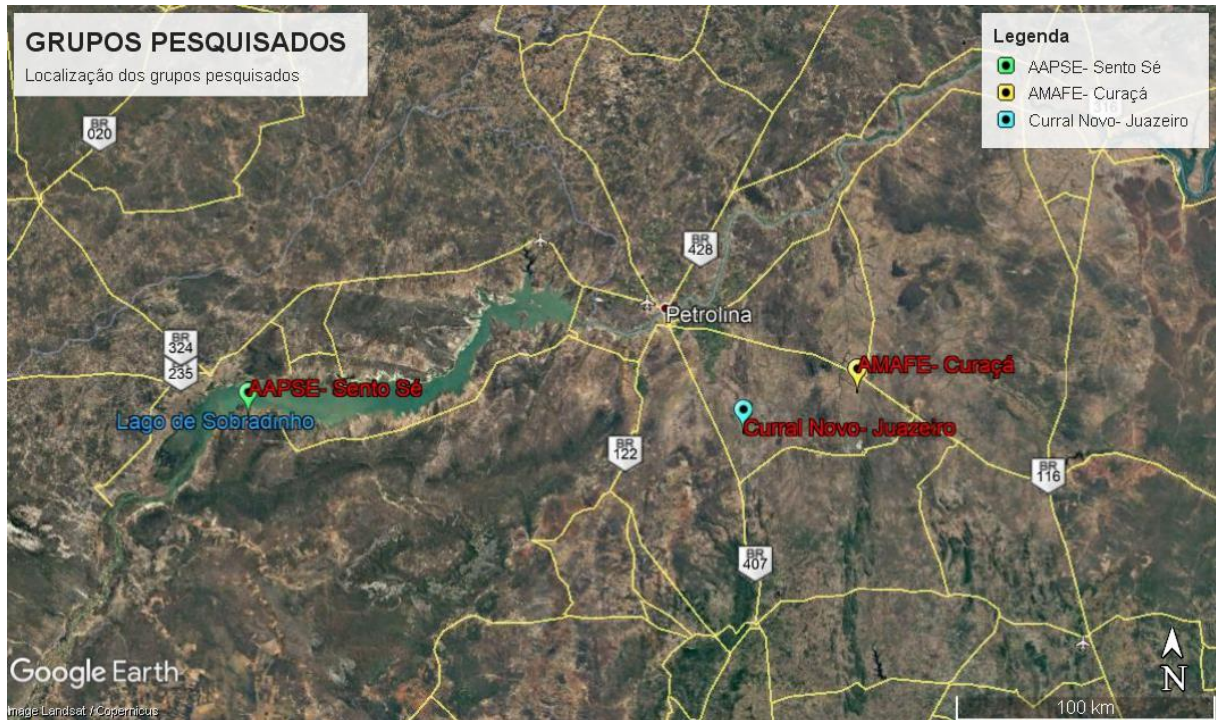 GRUPOS PESQUISADOS
Localização dos grupos pesquisados
Legenda
AAPSE- Sento Sé
AMAFE- Curaçá
Curral Novo- Juazeiro
BR
020
316
BR
428
Petrolina
BR
324
BR
235
AAPSE- Sento Sé
Lago de Sobradinho
AMAFE- Curaçá
Curral Novo- Juazeiro
BR
122
BR
116
BR
407
Google Earth
Image Landsat / Copernicus
N
100 km